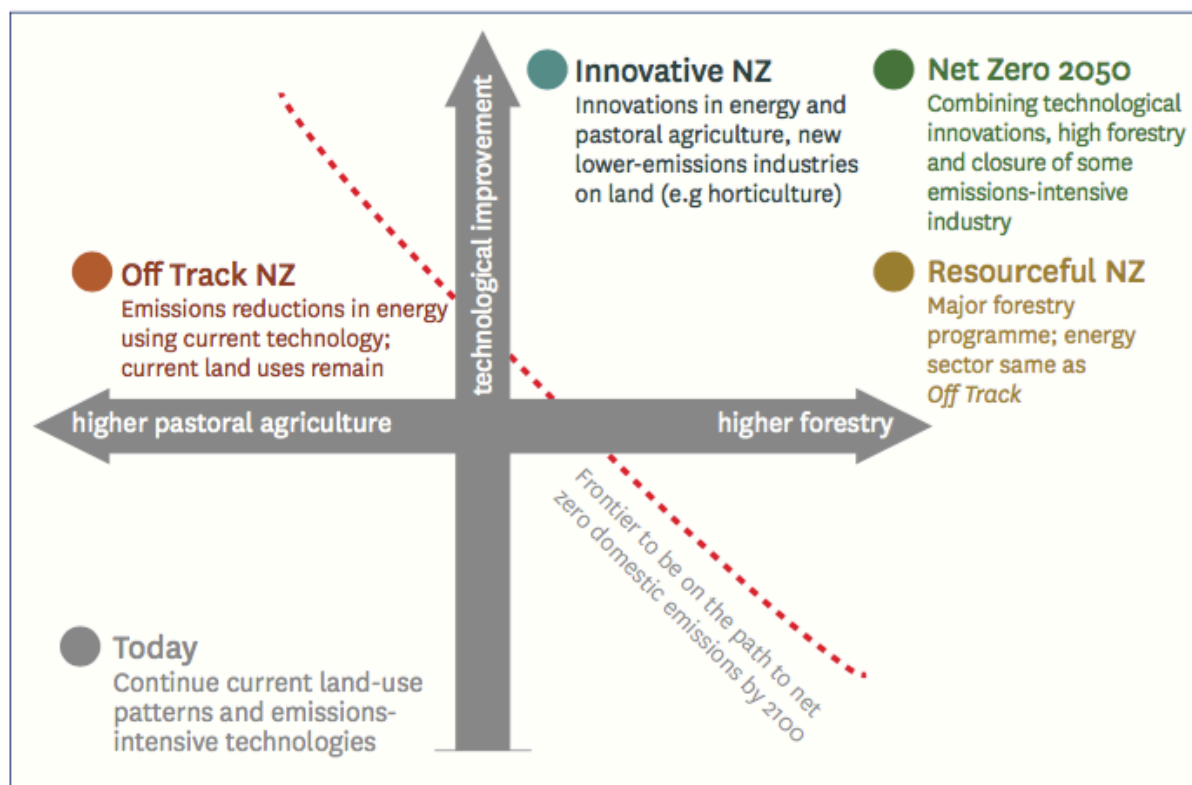 technological improvement
Innovative NZ
Innovations in energy and
pastoral agriculture, new
lower-emissions industries
on land (e.g horticulture)
Net Zero 2050
Combining technological
innovations, high forestry
and closure of some
emissions-intensive
industry
Off Track NZ
Emissions reductions in energy
using current technology;
current land uses remain
Resourceful NZ
Major forestry
programme; energy
sector same as
Off Track
higher pastoral agriculture
higher forestry
Frontier to be on the path to net
zero domestic emissions by 2100
Today
Continue current land-use
patterns and emissions-
intensive technologies